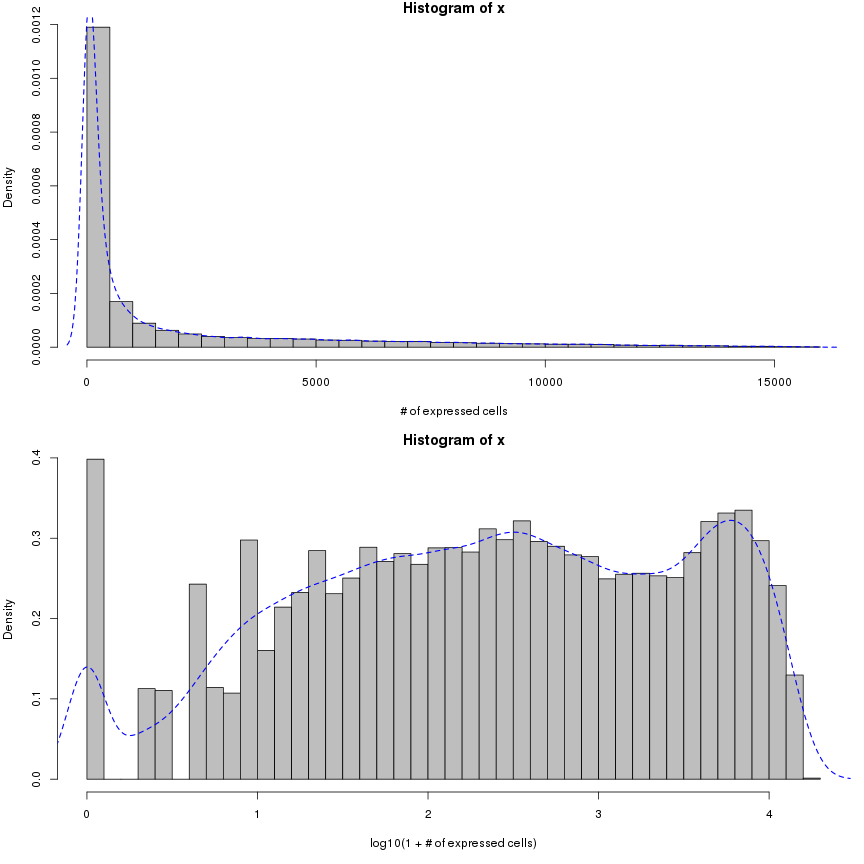 Histogram of x
Density
0.0012
0.0010
0.0008
0.0006
0.0004
0.0002
0.0000
0 5000 10000 15000
# of expressed cells
Histogram of x
Density
0.4
0.3
0.2
0.1
0.0
0 1 2 3 4
log10(1 + # of expressed cells)